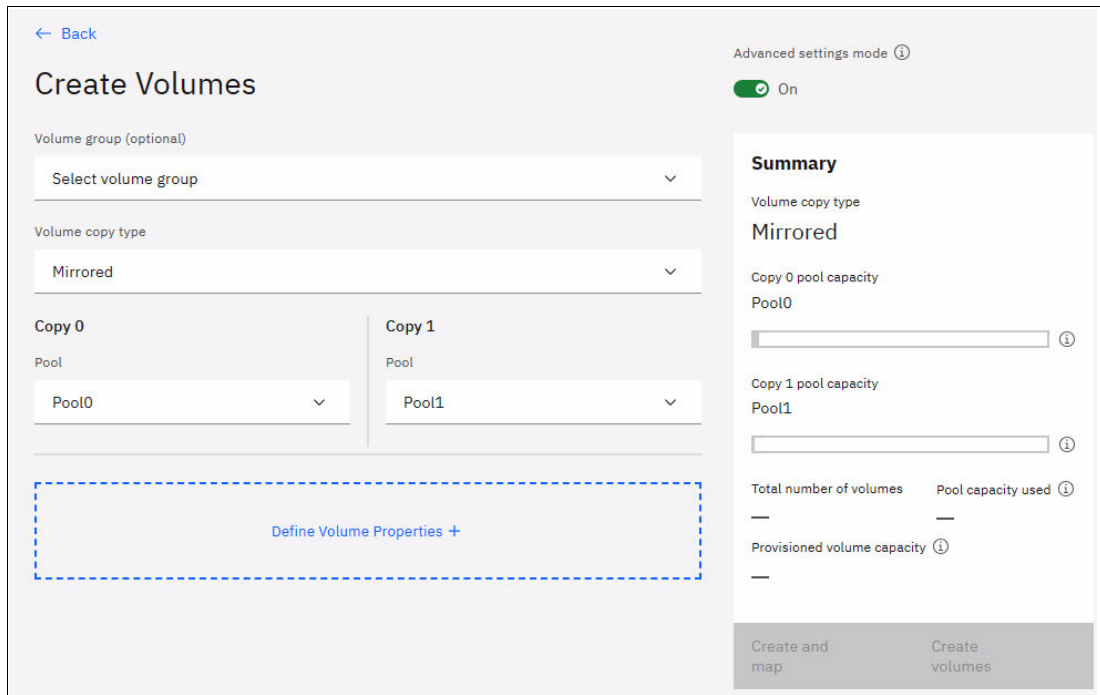 ← Back
Create Volumes
Advanced settings mode
On
Volume group (optional)
Select volume group
Volume copy type
Mirrored
Copy 0
Copy 1
Pool
Pool
Pool0
Pool1
Define Volume Properties +
Summary
Volume copy type
Mirrored
Copy 0 pool capacity
Pool0
Copy 1 pool capacity
Pool1
Total number of volumes
Pool capacity used
—
—
Provisioned volume capacity
—
Create and
map
Create
volumes